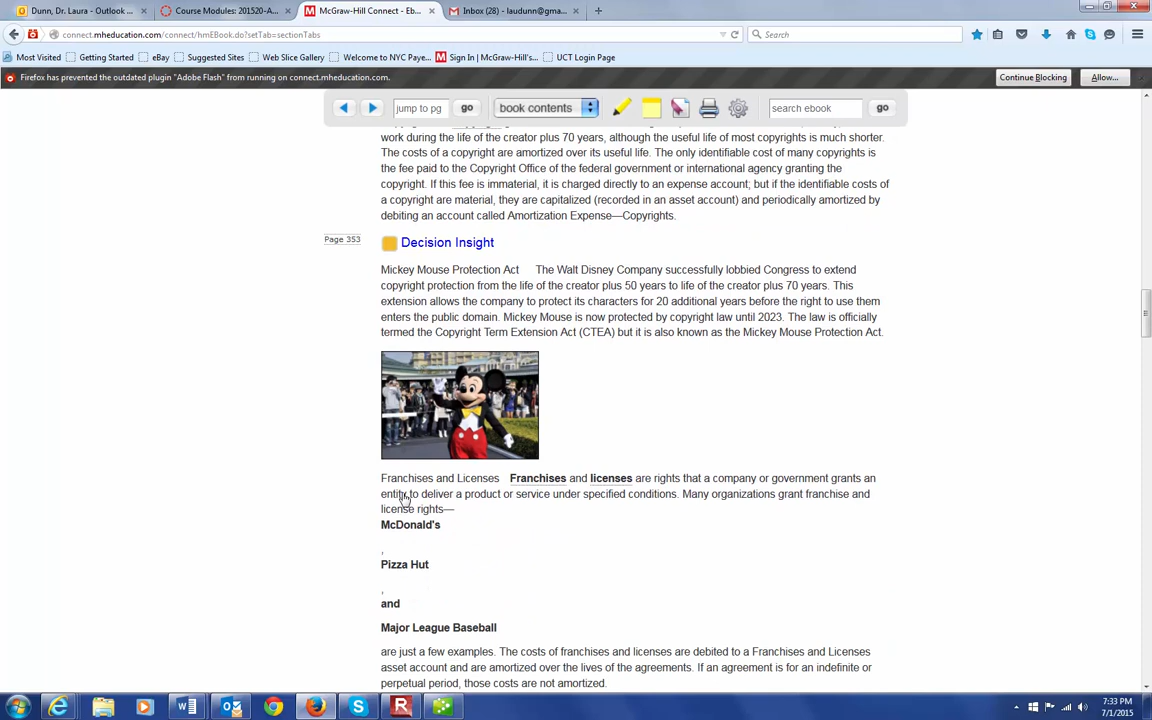 Dunn, Dr. Laura - Outlook ...
Course Modules: 201520-A...
McGraw-Hill Connect - Eb...
Inbox (28) - laudunn@gma...
connect.mheducation.com/connect/hmEBook.do?setTab=sectionTabs
Search
Most Visited
Getting Started
eBay
Suggested Sites
Web Slice Gallery
Welcome to NYC Paye...
Sign In | McGraw-Hill's...
UCT Login Page
Firefox has prevented the outdated plugin "Adobe Flash" from running on connect.mheducation.com.
Continue Blocking
Allow...
jump to pg
go
book contents
search ebook
go
work during the life of the creator plus 70 years, although the useful life of most copyrights is much shorter.
The costs of a copyright are amortized over its useful life. The only identifiable cost of many copyrights is
the fee paid to the Copyright Office of the federal government or international agency granting the
copyright. If this fee is immaterial, it is charged directly to an expense account; but if the identifiable costs of
a copyright are material, they are capitalized (recorded in an asset account) and periodically amortized by
debiting an account called Amortization Expense—Copyrights.
Page 353
Decision Insight
Mickey Mouse Protection Act The Walt Disney Company successfully lobbied Congress to extend
copyright protection from the life of the creator plus 50 years to life of the creator plus 70 years. This
extension allows the company to protect its characters for 20 additional years before the right to use them
enters the public domain. Mickey Mouse is now protected by copyright law until 2023. The law is officially
termed the Copyright Term Extension Act (CTEA) but it is also known as the Mickey Mouse Protection Act.
Franchises and Licenses Franchises and licenses are rights that a company or government grants an
entity to deliver a product or service under specified conditions. Many organizations grant franchise and
license rights—
McDonald's
,
Pizza Hut
,
and
Major League Baseball
are just a few examples. The costs of franchises and licenses are debited to a Franchises and Licenses
asset account and are amortized over the lives of the agreements. If an agreement is for an indefinite or
perpetual period, those costs are not amortized.
7:33 PM
7/1/2015